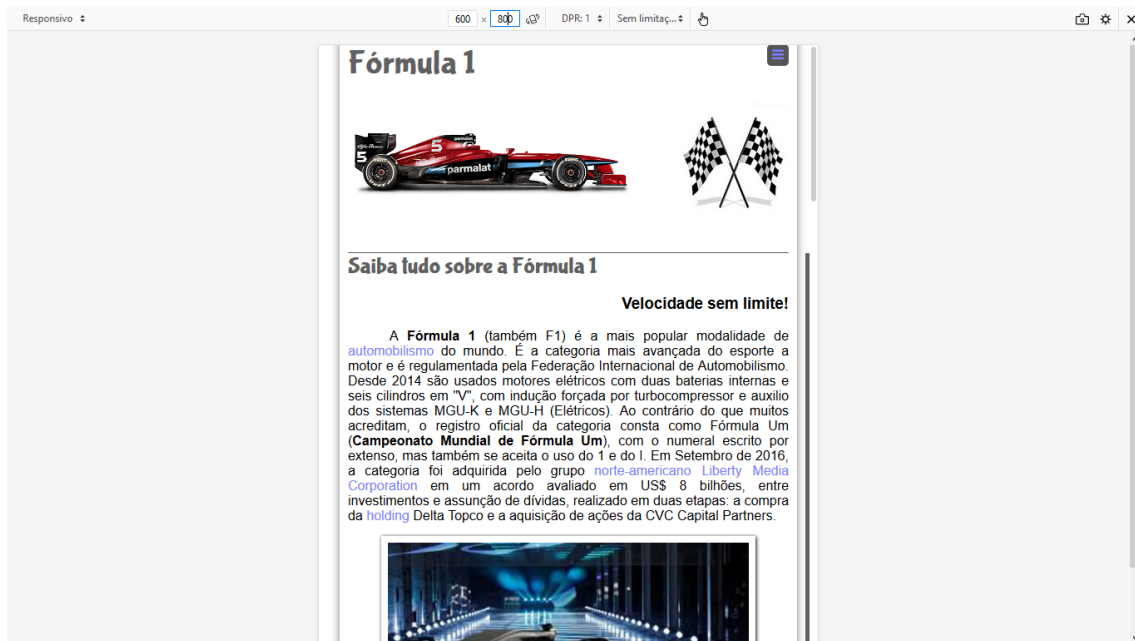 Responsivo
600 × 800
DPR: 1
Sem limitaç...
Fórmula 1
5
5
parmalat
parmalat
Saiba tudo sobre a Fórmula 1
Velocidade sem limite!
A Fórmula 1 (também F1) é a mais popular modalidade de
automobilismo do mundo. É a categoria mais avançada do esporte a
motor e é regulamentada pela Federação Internacional de Automobilismo.
Desde 2014 são usados motores elétricos com duas baterias internas e
seis cilindros em "V", com indução forçada por turbocompressor e auxilio
dos sistemas MGU-K e MGU-H (Elétricos). Ao contrário do que muitos
acreditam, o registro oficial da categoria consta como Fórmula Um
(Campeonato Mundial de Fórmula Um), com o numeral escrito por
extenso, mas também se aceita o uso do 1 e do I. Em Setembro de 2016,
a categoria foi adquirida pelo grupo norte-americano Liberty Media
Corporation em um acordo avaliado em US$ 8 bilhões, entre
investimentos e assunção de dívidas, realizado em duas etapas: a compra
da holding Delta Topco e a aquisição de ações da CVC Capital Partners.